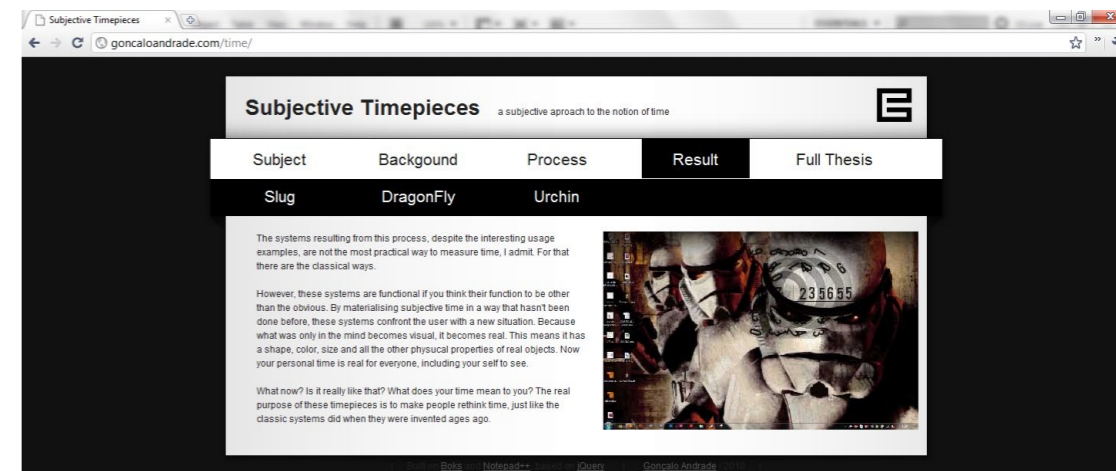 Subjective Timepieces
goncaloandrade.com/time/
Subjective Timepieces a subjective aproach to the notion of time
Subject Backgound Process Result Full Thesis
Slug DragonFly Urchin
The systems resulting from this process, despite the interesting usage
examples, are not the most practical way to measure time, I admit. For that
there are the classical ways.
However, these systems are functional if you think their function to be other
than the obvious. By materialising subjective time in a way that hasn't been
done before, these systems confront the user with a new situation. Because
what was only in the mind becomes visual, it becomes real. This means it has
a shape, color, size and all the other physucal properties of real objects. Now
your personal time is real for everyone, including your self to see.
What now? Is it really like that? What does your time mean to you? The real
purpose of these timepieces is to make people rethink time, just like the
classic systems did when they were invented ages ago.
235655
Built on Boks and Notepad++, based on jQuery Gonçalo Andrade 2010